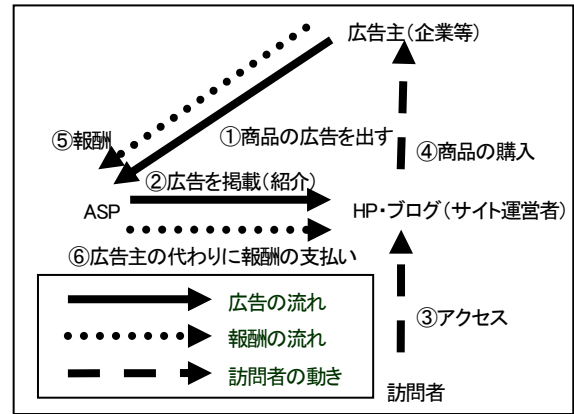 広告主（企業等）
⑤報酬
①商品の広告を出す
④商品の購入
②広告を掲載（紹介）
ASP
HP・ブログ（サイト運営者）
⑥広告主の代わりに報酬の支払い
広告の流れ
③アクセス
報酬の流れ
訪問者の動き
訪問者